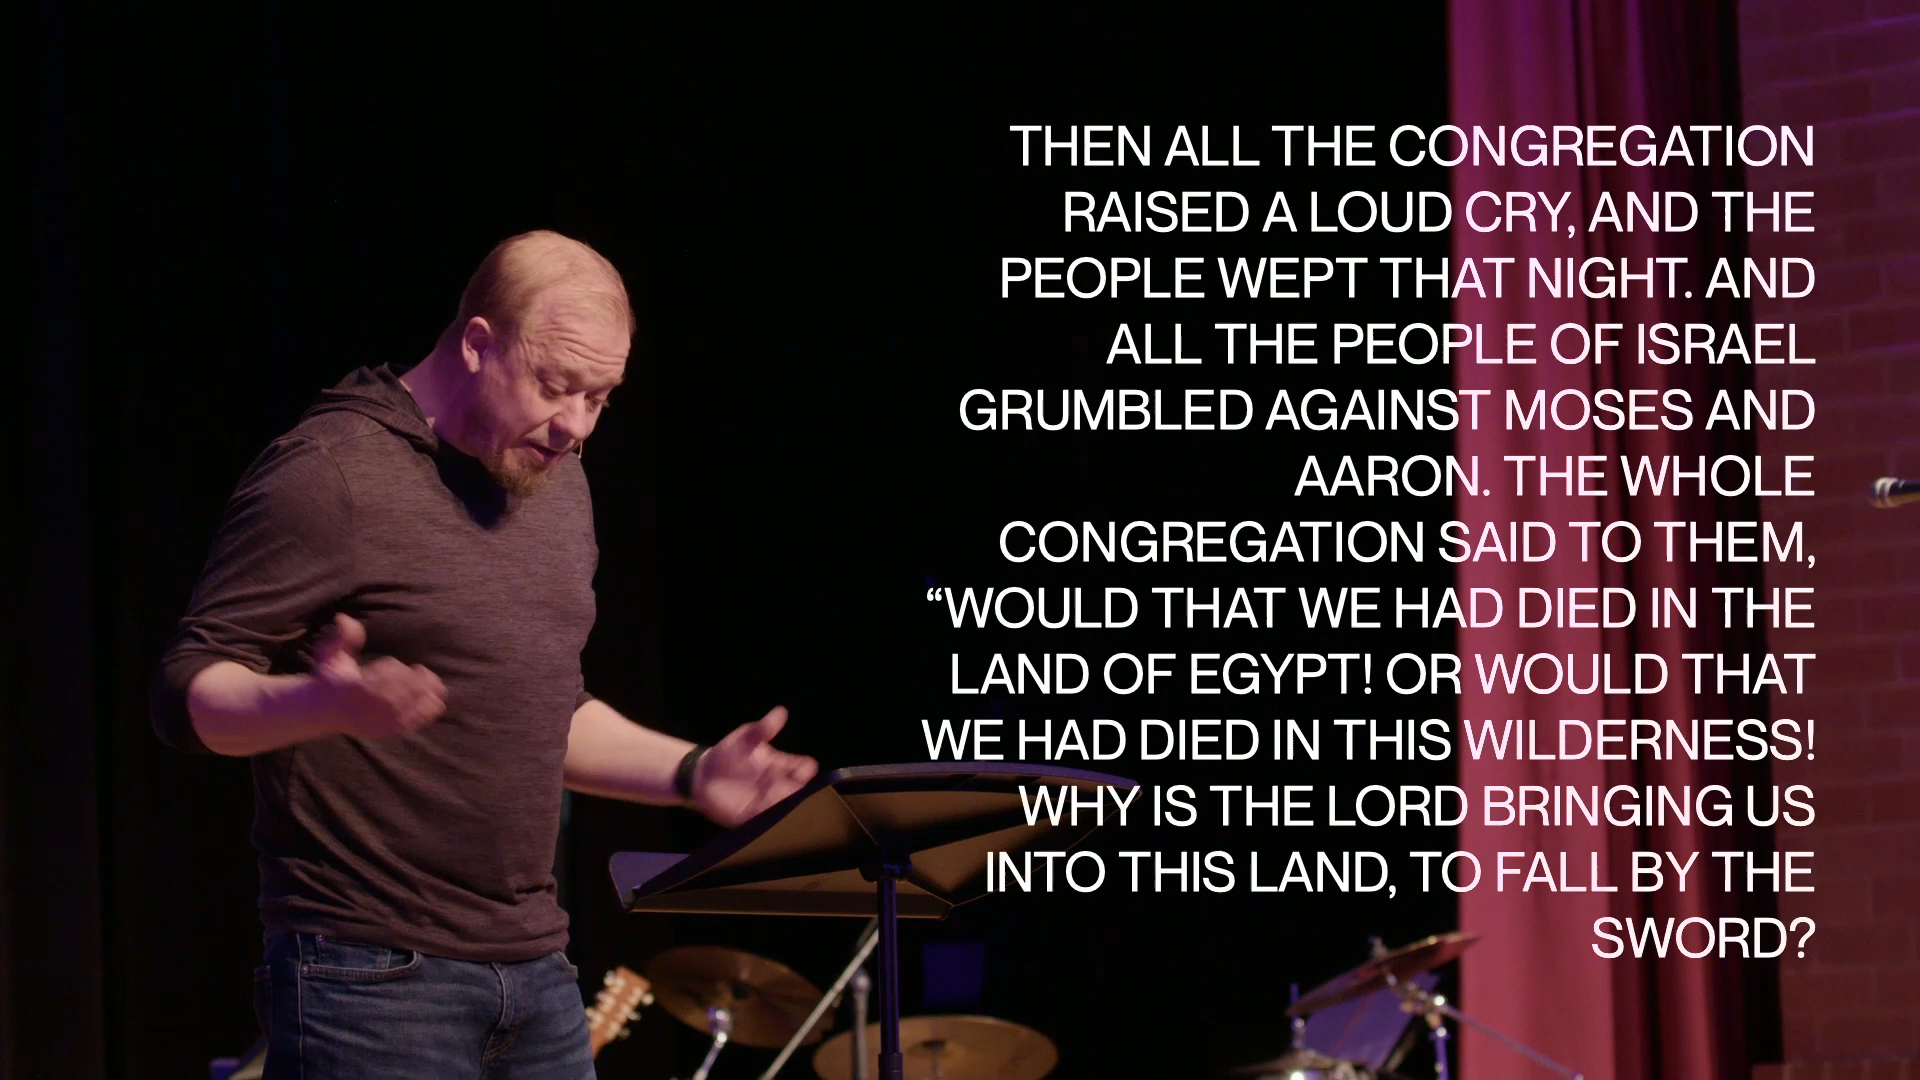 THEN ALL THE CONGREGATION
RAISED A LOUD CRY, AND THE
PEOPLE WEPT THAT NIGHT. AND
ALL THE PEOPLE OF ISRAEL
GRUMBLED AGAINST MOSES AND
AARON. THE WHOLE
CONGREGATION SAID TO THEM,
“WOULD THAT WE HAD DIED IN THE
LAND OF EGYPT! OR WOULD THAT
WE HAD DIED IN THIS WILDERNESS!
WHY IS THE LORD BRINGING US
INTO THIS LAND, TO FALL BY THE
SWORD?